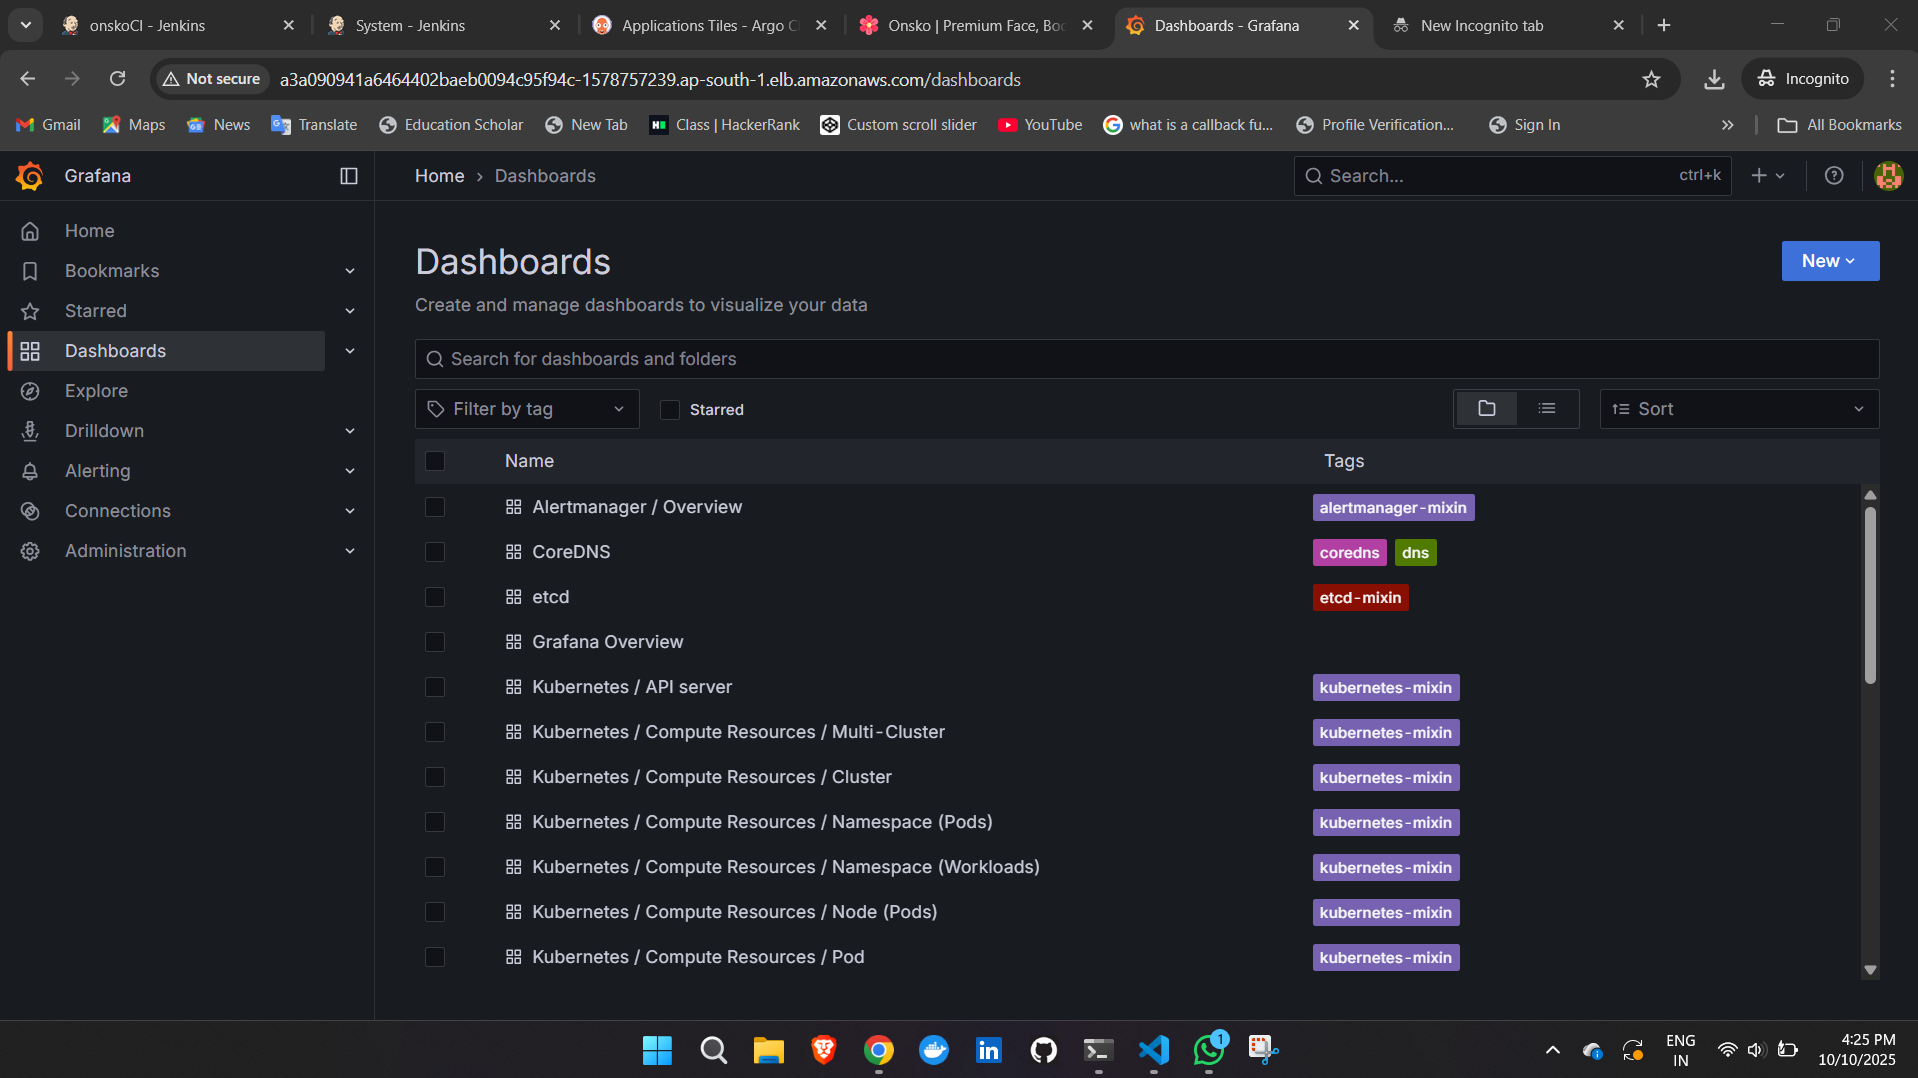 onskoCI - Jenkins
System - Jenkins
Applications Tiles - Argo C
Onsko | Premium Face, Boo
Dashboards - Grafana
New Incognito tab
Not secure
a3a090941a6464402baeb0094c95f94c-1578757239.ap-south-1.elb.amazonaws.com/dashboards
Incognito
Gmail
Maps
News
Translate
Education Scholar
New Tab
Class | HackerRank
Custom scroll slider
YouTube
what is a callback fu...
Profile Verification...
Sign In
All Bookmarks
Grafana
Home › Dashboards
Search... ctrl+k
Home
Bookmarks
Starred
Dashboards
Explore
Drilldown
Alerting
Connections
Administration
Dashboards
New
Create and manage dashboards to visualize your data
Search for dashboards and folders
Filter by tag
Starred
Sort
Name Tags
Alertmanager / Overview alertmanager-mixin
CoreDNS coredns dns
etcd etcd-mixin
Grafana Overview
Kubernetes / API server kubernetes-mixin
Kubernetes / Compute Resources / Multi-Cluster kubernetes-mixin
Kubernetes / Compute Resources / Cluster kubernetes-mixin
Kubernetes / Compute Resources / Namespace (Pods) kubernetes-mixin
Kubernetes / Compute Resources / Namespace (Workloads) kubernetes-mixin
Kubernetes / Compute Resources / Node (Pods) kubernetes-mixin
Kubernetes / Compute Resources / Pod kubernetes-mixin
1
ENG
IN
4:25 PM
10/10/2025